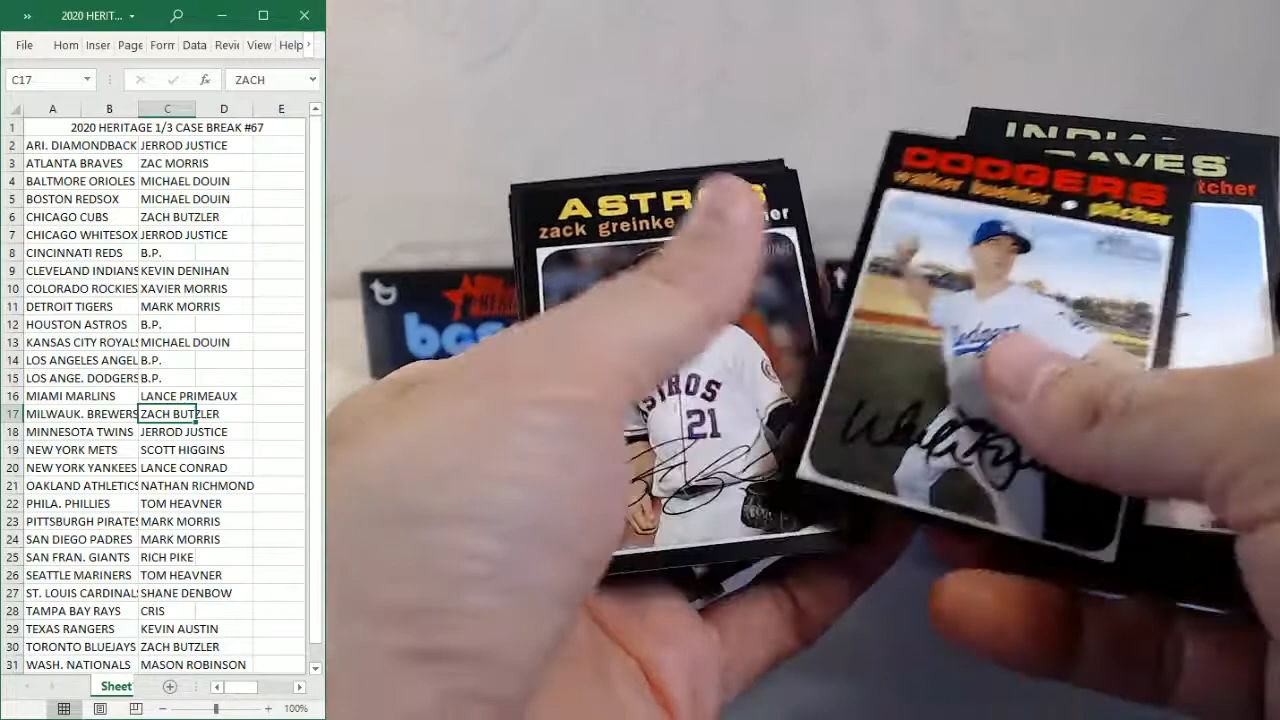 2020 HERIT...
File Hom Inser Page Form Data Revie View Help
C17 fx ZACH
A B C D E
1 2020 HERITAGE 1/3 CASE BREAK #67
2 ARI. DIAMONDBACK JERROD JUSTICE
3 ATLANTA BRAVES ZAC MORRIS
4 BALTMORE ORIOLES MICHAEL DOUIN
5 BOSTON REDSOX MICHAEL DOUIN
6 CHICAGO CUBS ZACH BUTZLER
7 CHICAGO WHITESOX JERROD JUSTICE
8 CINCINNATI REDS B.P.
9 CLEVELAND INDIANS KEVIN DENIHAN
10 COLORADO ROCKIES XAVIER MORRIS
11 DETROIT TIGERS MARK MORRIS
12 HOUSTON ASTROS B.P.
13 KANSAS CITY ROYALS MICHAEL DOUIN
14 LOS ANGELES ANGEL B.P.
15 LOS ANGE. DODGERS B.P.
16 MIAMI MARLINS LANCE PRIMEAUX
17 MILWAUK. BREWERS ZACH BUTZLER
18 MINNESOTA TWINS JERROD JUSTICE
19 NEW YORK METS SCOTT HIGGINS
20 NEW YORK YANKEES LANCE CONRAD
21 OAKLAND ATHLETICS NATHAN RICHMOND
22 PHILA. PHILLIES TOM HEAVNER
23 PITTSBURGH PIRATES MARK MORRIS
24 SAN DIEGO PADRES MARK MORRIS
25 SAN FRAN. GIANTS RICH PIKE
26 SEATTLE MARINERS TOM HEAVNER
27 ST. LOUIS CARDINALS SHANE DENBOW
28 TAMPA BAY RAYS CRIS
29 TEXAS RANGERS KEVIN AUSTIN
30 TORONTO BLUEJAYS ZACH BUTZLER
31 WASH. NATIONALS MASON ROBINSON
Sheet
100%
INDIA
AVES
tcher
DODGERS
walker buehler • pitcher
Dodgers
ASTR
zack greinke her
ASTROS
21